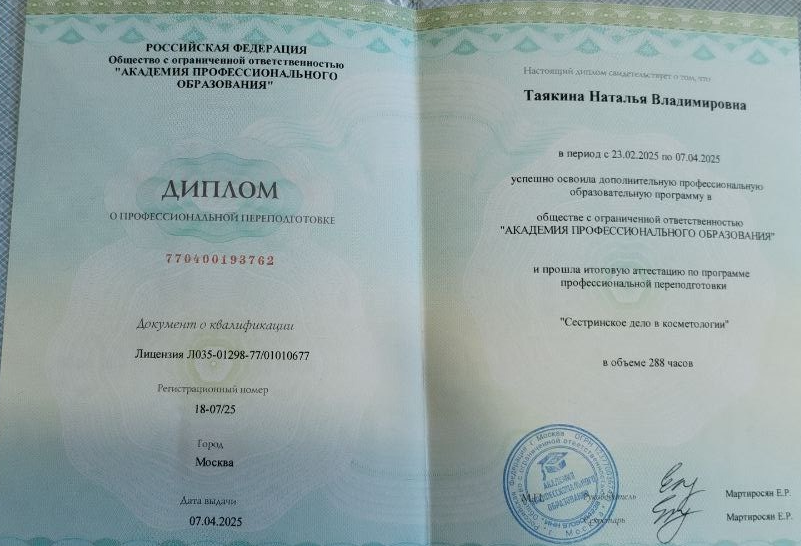 РОССИЙСКАЯ ФЕДЕРАЦИЯ
Общество с ограниченной ответственностью
"АКАДЕМИЯ ПРОФЕССИОНАЛЬНОГО
ОБРАЗОВАНИЯ"
ДИПЛОМ
О ПРОФЕССИОНАЛЬНОЙ ПЕРЕПОДГОТОВКЕ
770400193762
Документ о квалификации
Лицензия Л035-01298-77/01010677
Регистрационный номер
18-07/25
Город
Москва
Дата выдачи
07.04.2025
Настоящий диплом свидетельствует о том, что
Таякина Наталья Владимировна
в период с 23.02.2025 по 07.04.2025
успешно освоила дополнительную профессиональную
образовательную программу в
обществе с ограниченной ответственностью
"АКАДЕМИЯ ПРОФЕССИОНАЛЬНОГО ОБРАЗОВАНИЯ"
и прошла итоговую аттестацию по программе
профессиональной переподготовки
"Сестринское дело в косметологии"
в объеме 288 часов
АКАДЕМИЯ
ПРОФЕССИОНАЛЬНОГО
ОБРАЗОВАНИЯ
М.П.
Руководитель
Мартиросян Е.Р.
Секретарь
Мартиросян Е.Р.